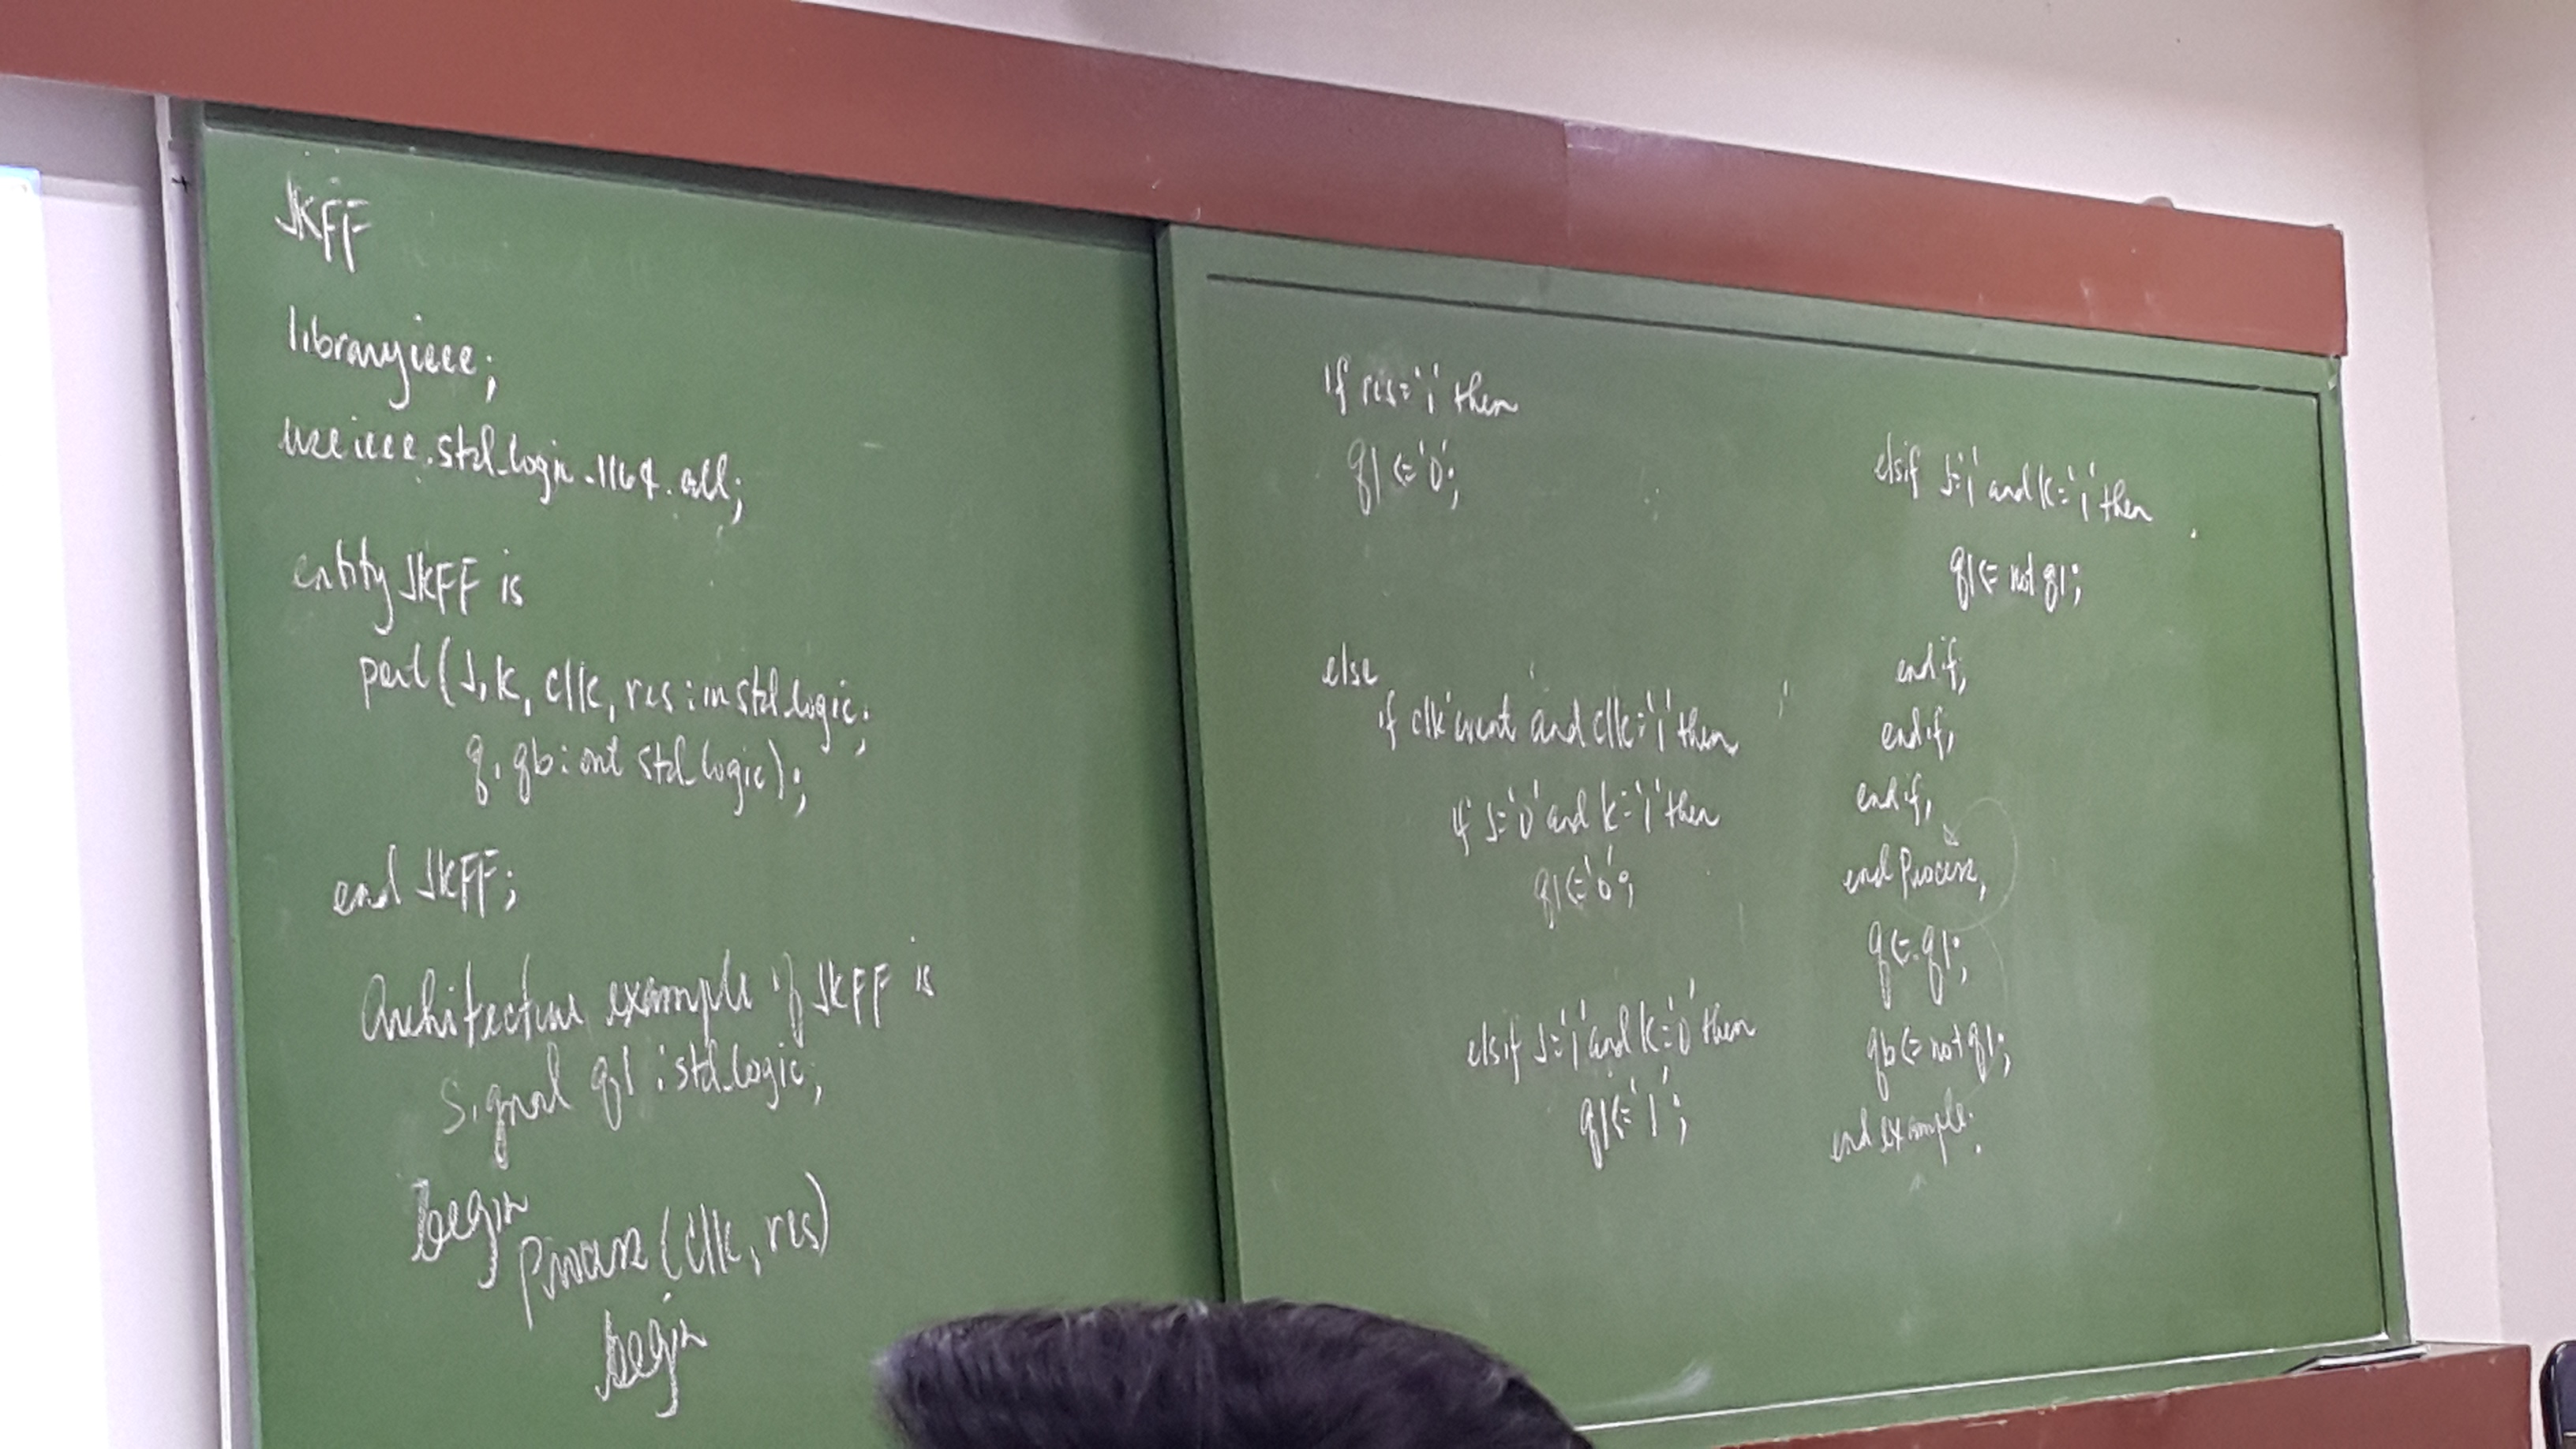 JKFF
library ieee;
use ieee.std_logic_1164.all;
entity JKFF is
port(J,K,clk,res:in std_logic;
q,qb:out std_logic);
end JKFF;
Architecture example of JKFF is
Signal q1:std_logic;
begin
Process(clk,res)
begin
if res='1' then
q1<='0';
else
if clk'event and clk='1' then
if J='0' and k='1' then
q1<='0';
elsif J='1' and K='0' then
q1<='1';
elsif J='1' and K='1' then
q1<= not q1;
end if;
end if;
end if;
end Process;
q<=q1;
qb<=not q1;
end example;